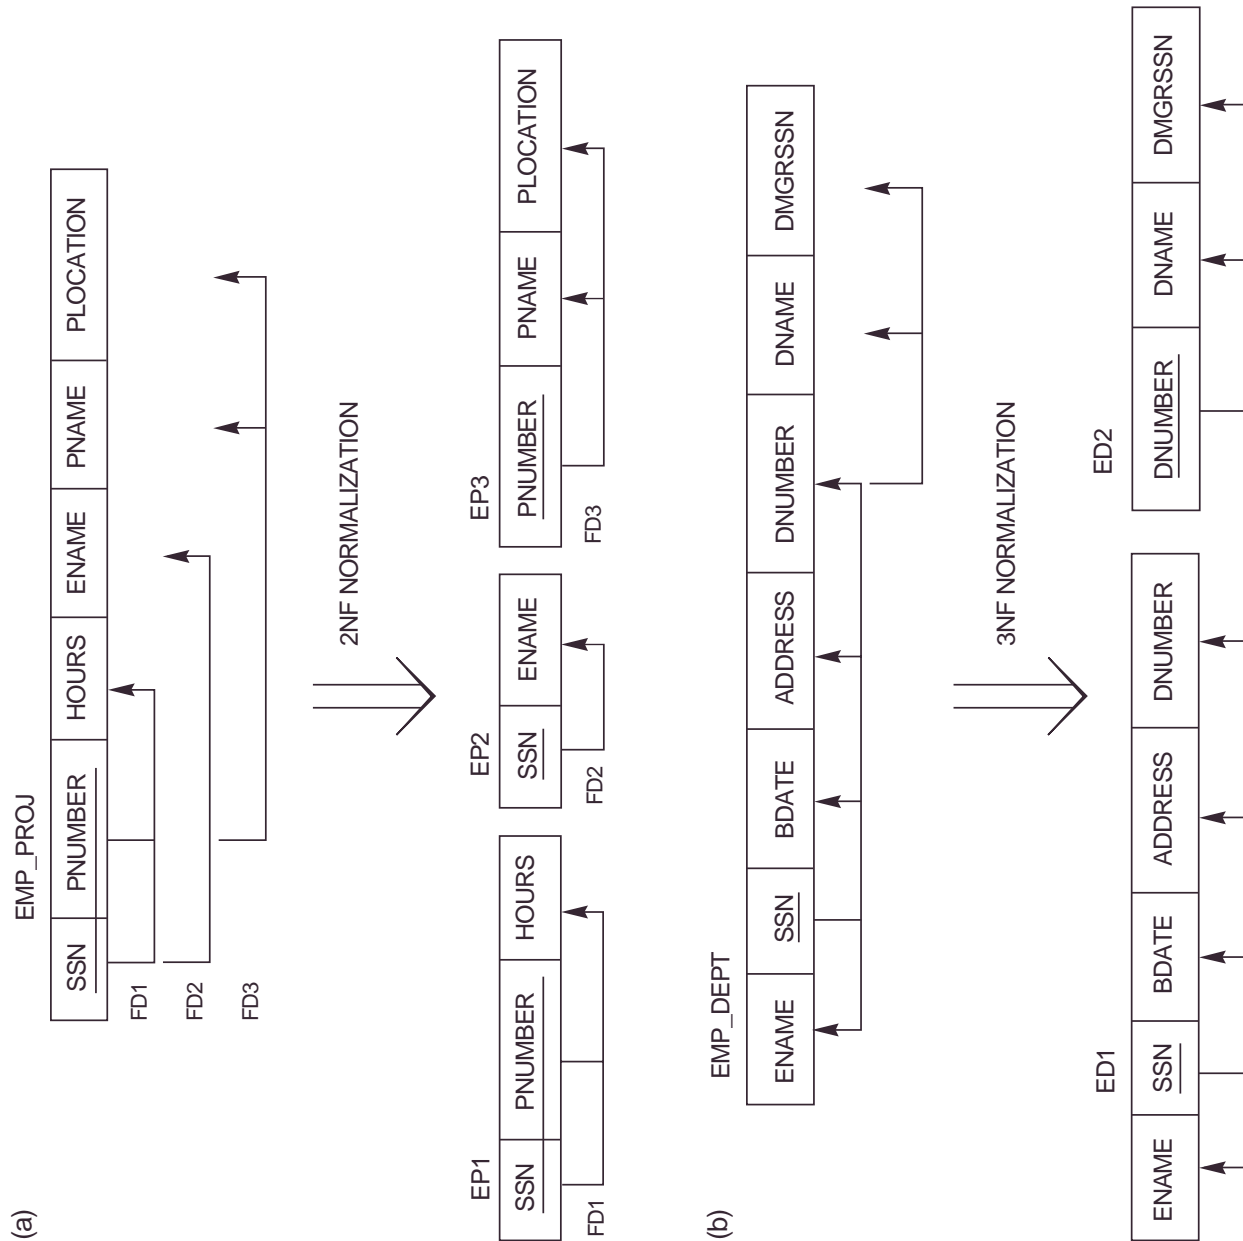 (a)
EMP_PROJ
SSN PNUMBER HOURS ENAME PNAME PLOCATION
FD1
FD2
FD3
2NF NORMALIZATION
EP1 EP2 EP3
SSN PNUMBER HOURS SSN ENAME PNUMBER PNAME PLOCATION
FD1 FD2 FD3
(b)
EMP_DEPT
ENAME SSN BDATE ADDRESS DNUMBER DNAME DMGRSSN
3NF NORMALIZATION
ED1 ED2
ENAME SSN BDATE ADDRESS DNUMBER DNUMBER DNAME DMGRSSN